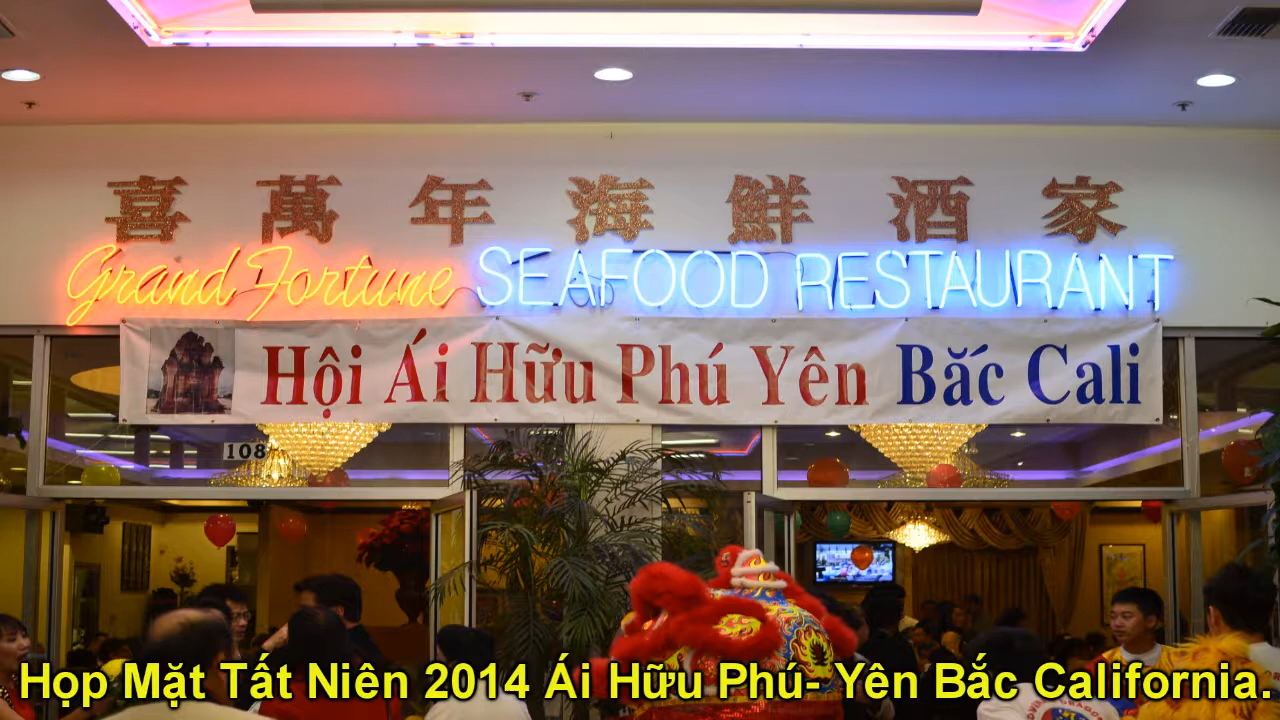 喜萬年海鮮酒家
Grand Fortune SEAFOOD RESTAURANT
Hội Ái Hữu Phú Yên Bắc Cali
108
Họp Mặt Tất Niên 2014 Ái Hữu Phú- Yên Bắc California.